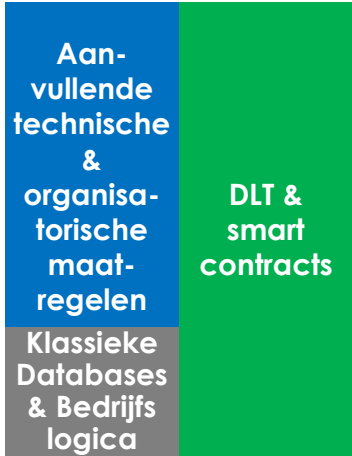 Aan-
vullende
technische
&
organisa-
torische
maat-
regelen
DLT &
smart
contracts
Klassieke
Databases
& Bedrijfs
logica